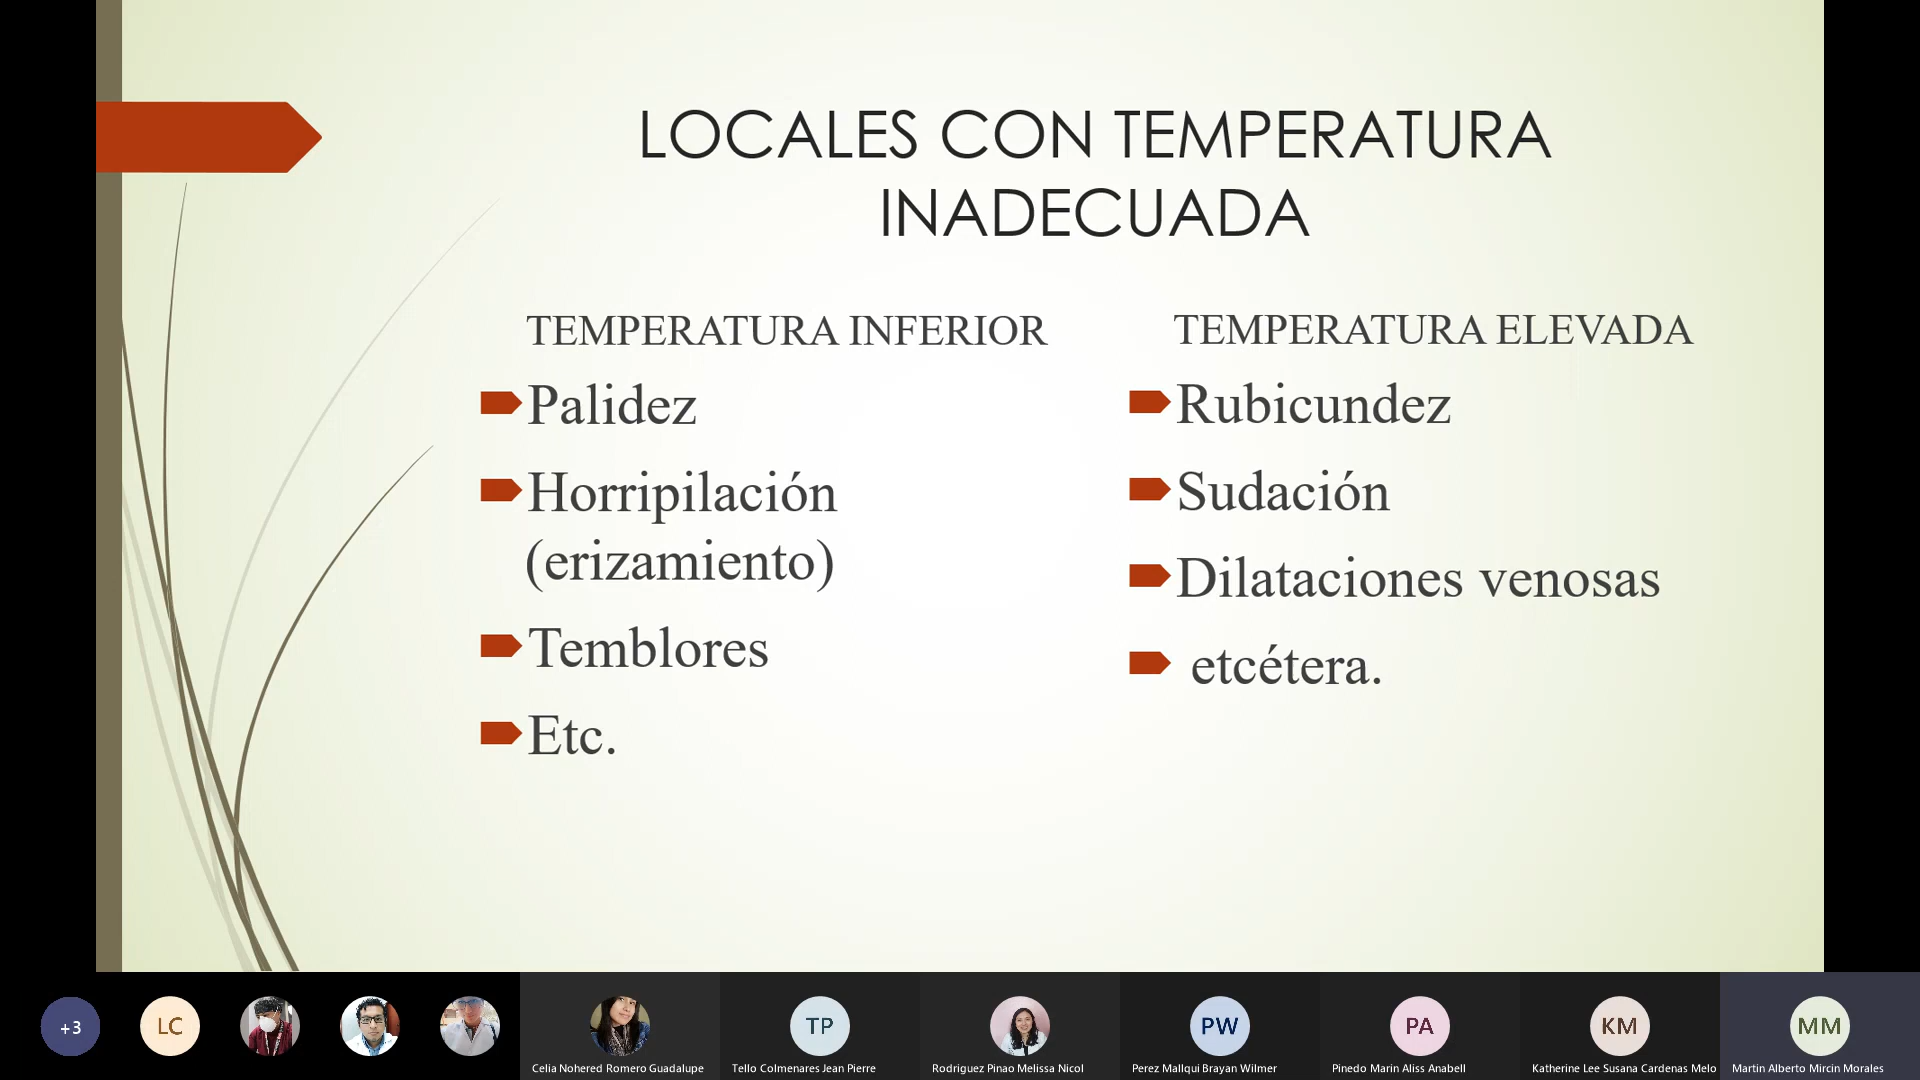 LOCALES CON TEMPERATURA
INADECUADA
TEMPERATURA INFERIOR
Palidez
Horripilación
(erizamiento)
Temblores
Etc.
TEMPERATURA ELEVADA
Rubicundez
Sudación
Dilataciones venosas
etcétera.
+3
LC
Celia Nohered Romero Guadalupe
TP
Tello Colmenares Jean Pierre
Rodriguez Pinao Melissa Nicol
PW
Perez Mallqui Brayan Wilmer
PA
Pinedo Marin Aliss Anabell
KM
Katherine Lee Susana Cardenas Melo
MM
Martin Alberto Mircin Morales